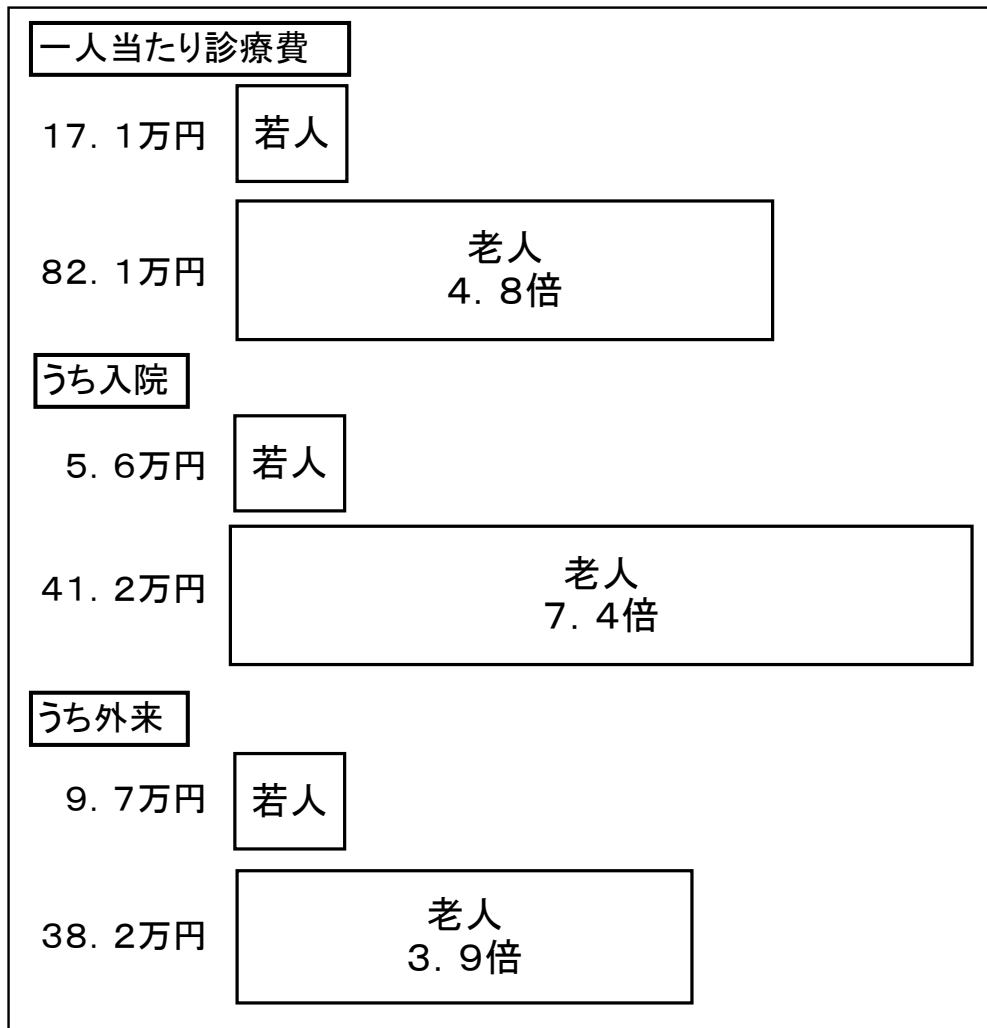 一人当たり診療費
17．1万円
若人
82．1万円
老人
4．8倍
うち入院
5．6万円
若人
41．2万円
老人
7．4倍
うち外来
9．7万円
若人
38．2万円
老人
3．9倍